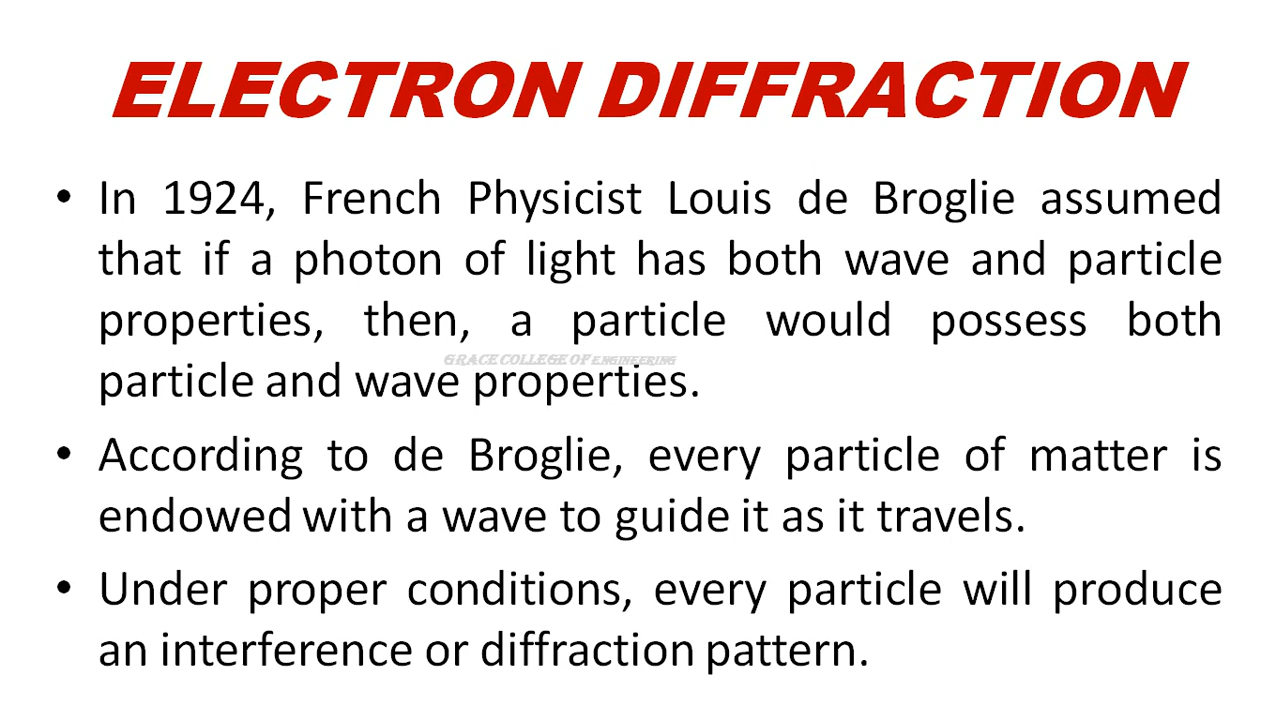 ELECTRON DIFFRACTION
• In 1924, French Physicist Louis de Broglie assumed
that if a photon of light has both wave and particle
properties, then, a particle would possess both
GRACE COLLEGE OF ENGINEERING
particle and wave properties.
• According to de Broglie, every particle of matter is
endowed with a wave to guide it as it travels.
• Under proper conditions, every particle will produce
an interference or diffraction pattern.